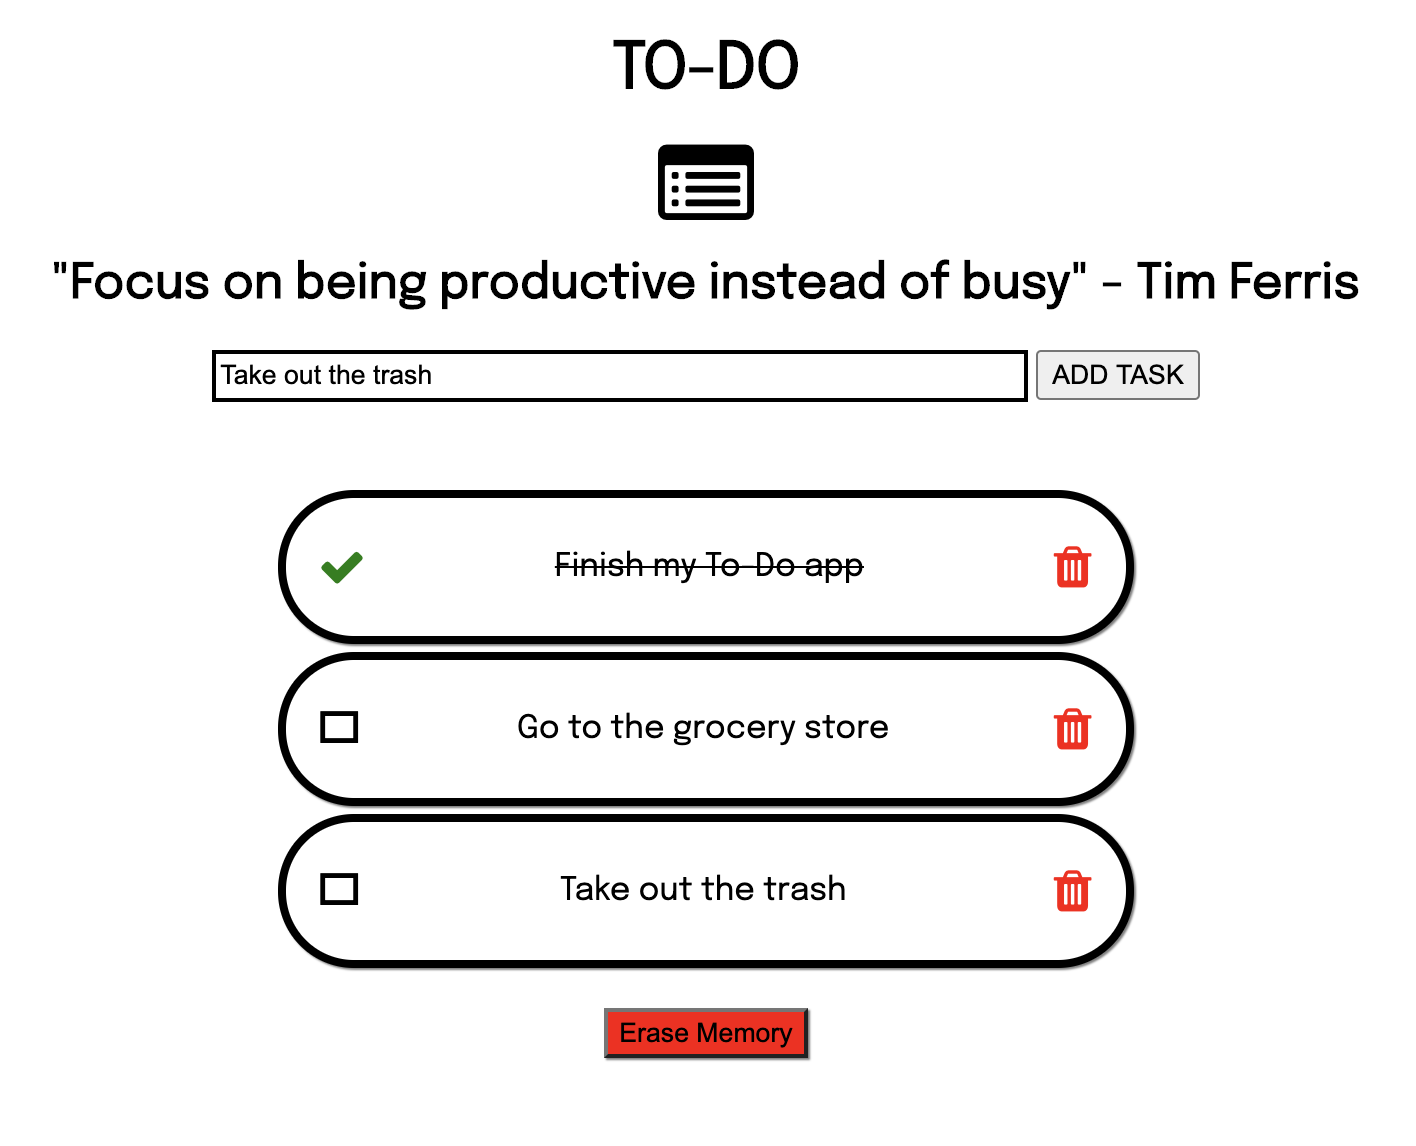 TO-DO
"Focus on being productive instead of busy" - Tim Ferris
Take out the trash
ADD TASK
Finish my To-Do app
Go to the grocery store
Take out the trash
Erase Memory